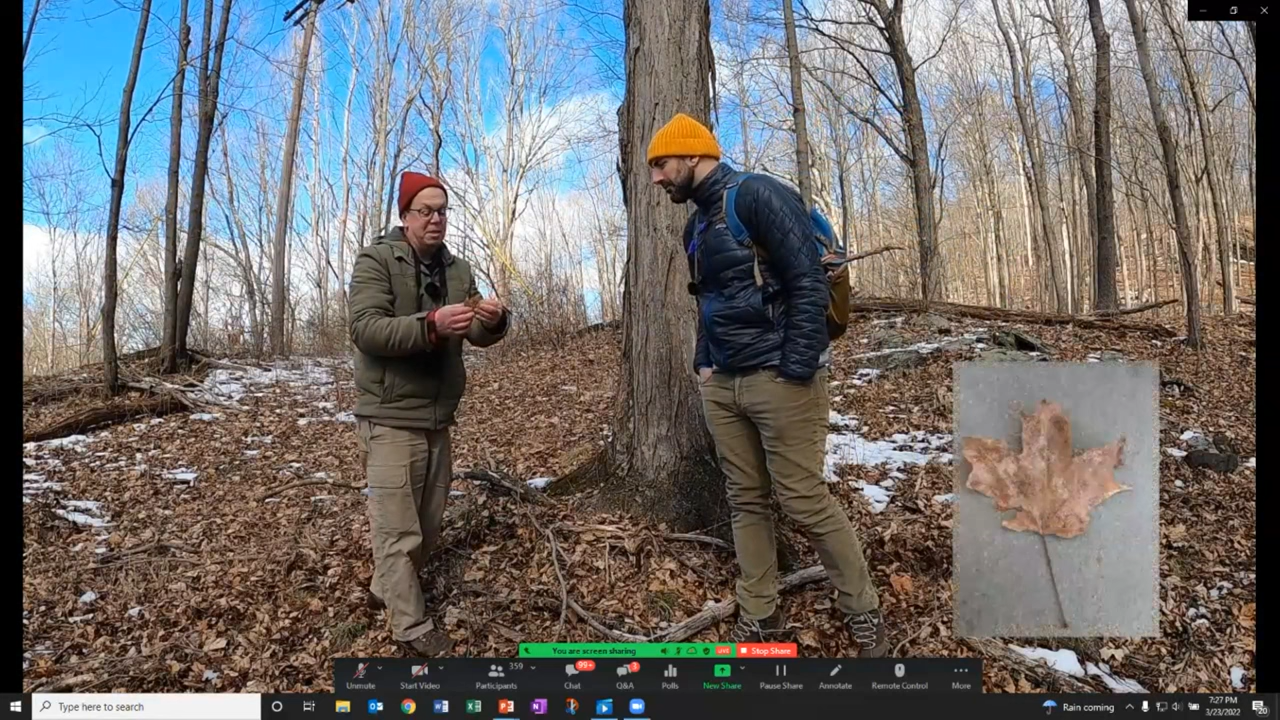 You are screen sharing
LIVE
Stop Share
Unmute
Start Video
359
Participants
99+
Chat
3
Q&A
Polls
New Share
Pause Share
Annotate
Remote Control
More
Type here to search
Rain coming
7:27 PM
3/23/2022
20